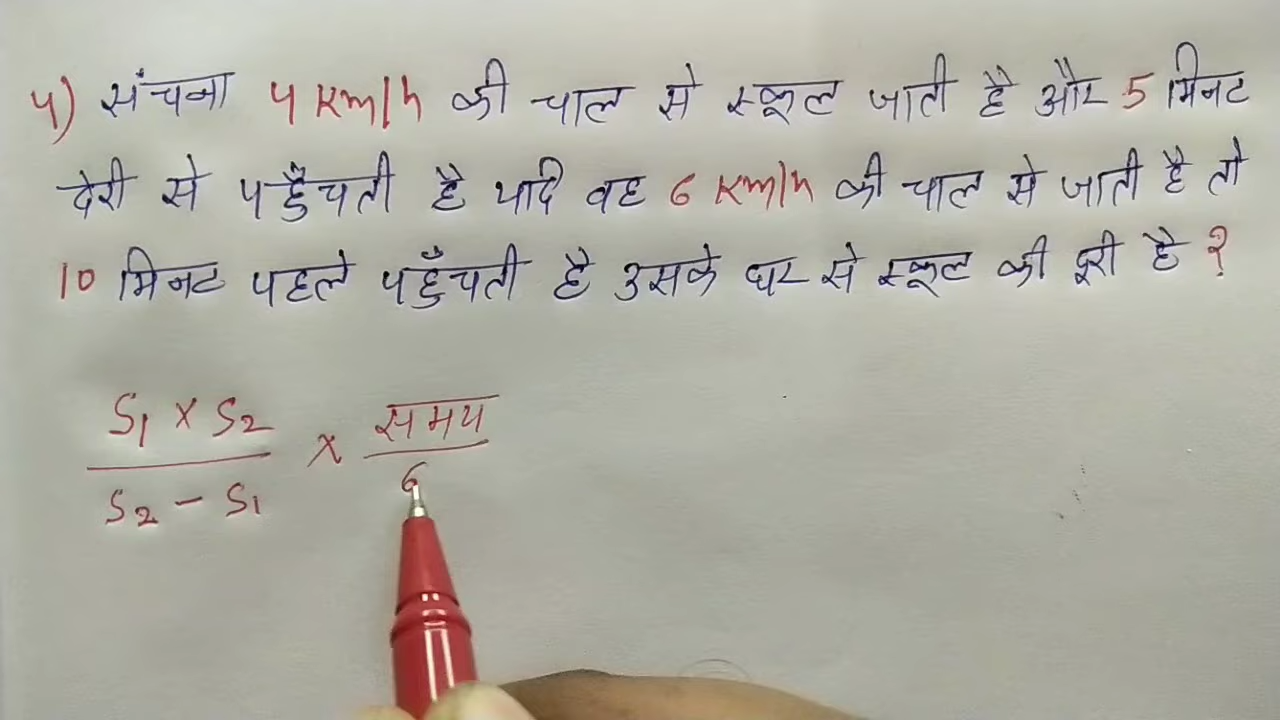 4) संचना 4 Km/h की चाल से स्कूल जाती है और 5 मिनट
देरी से पहुँचती है यदि वह 6 Km/h की चाल से जाती है तो
10 मिनट पहले पहुँचती है उसके घर से स्कूल की दूरी है ?
S1 x S2 समय
x
S2 - S1 6